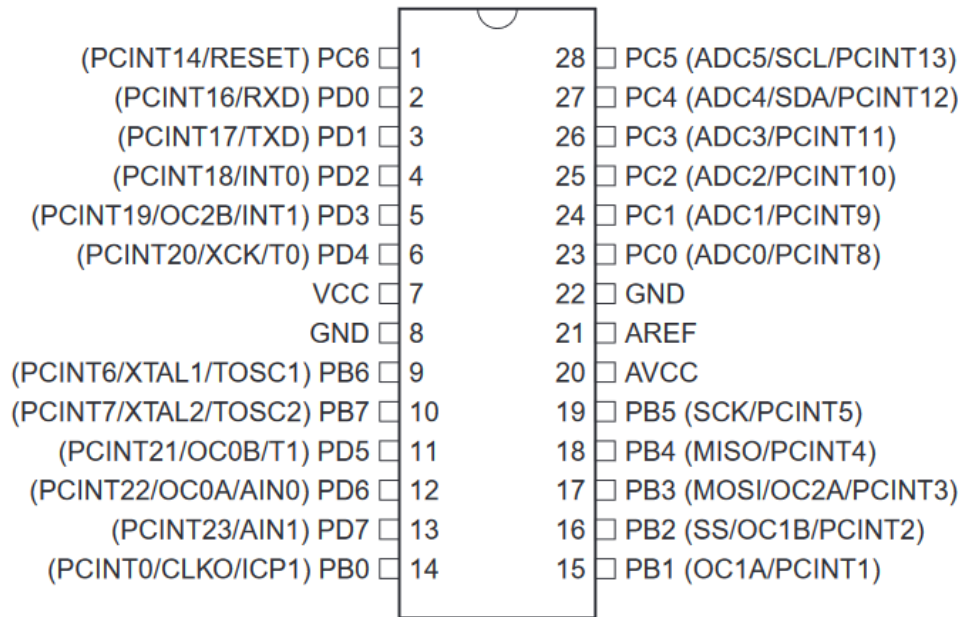 (PCINT14/RESET) PC6 1
(PCINT16/RXD) PD0 2
(PCINT17/TXD) PD1 3
(PCINT18/INT0) PD2 4
(PCINT19/OC2B/INT1) PD3 5
(PCINT20/XCK/T0) PD4 6
VCC 7
GND 8
(PCINT6/XTAL1/TOSC1) PB6 9
(PCINT7/XTAL2/TOSC2) PB7 10
(PCINT21/OC0B/T1) PD5 11
(PCINT22/OC0A/AIN0) PD6 12
(PCINT23/AIN1) PD7 13
(PCINT0/CLKO/ICP1) PB0 14
28 PC5 (ADC5/SCL/PCINT13)
27 PC4 (ADC4/SDA/PCINT12)
26 PC3 (ADC3/PCINT11)
25 PC2 (ADC2/PCINT10)
24 PC1 (ADC1/PCINT9)
23 PC0 (ADC0/PCINT8)
22 GND
21 AREF
20 AVCC
19 PB5 (SCK/PCINT5)
18 PB4 (MISO/PCINT4)
17 PB3 (MOSI/OC2A/PCINT3)
16 PB2 (SS/OC1B/PCINT2)
15 PB1 (OC1A/PCINT1)